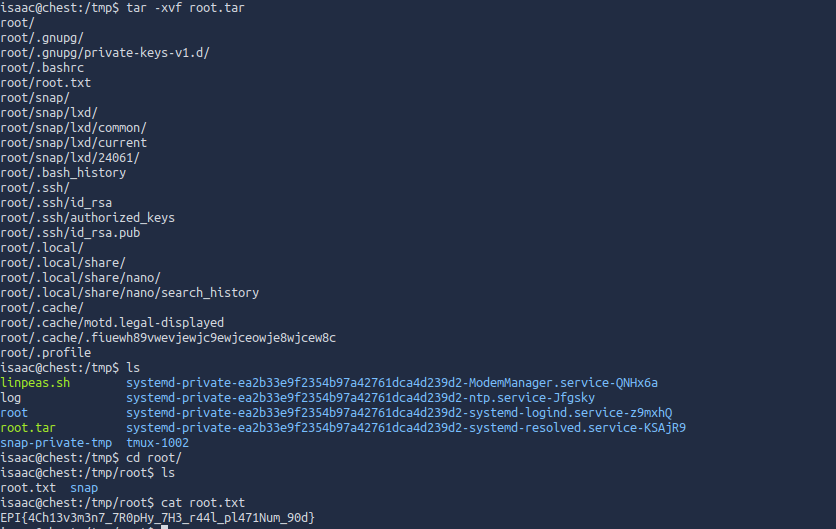 isaac@chest:/tmp$ tar -xvf root.tar
root/
root/.gnupg/
root/.gnupg/private-keys-v1.d/
root/.bashrc
root/root.txt
root/snap/
root/snap/lxd/
root/snap/lxd/common/
root/snap/lxd/current
root/snap/lxd/24061/
root/.bash_history
root/.ssh/
root/.ssh/id_rsa
root/.ssh/authorized_keys
root/.ssh/id_rsa.pub
root/.local/
root/.local/share/
root/.local/share/nano/
root/.local/share/nano/search_history
root/.cache/
root/.cache/motd.legal-displayed
root/.cache/.fiuewh89vwevjewjc9ewjceowje8wjcew8c
root/.profile
isaac@chest:/tmp$ ls
linpeas.sh systemd-private-ea2b33e9f2354b97a42761dca4d239d2-ModemManager.service-QNHx6a
log systemd-private-ea2b33e9f2354b97a42761dca4d239d2-ntp.service-Jfgsky
root systemd-private-ea2b33e9f2354b97a42761dca4d239d2-systemd-logind.service-z9mxhQ
root.tar systemd-private-ea2b33e9f2354b97a42761dca4d239d2-systemd-resolved.service-KSAjR9
snap-private-tmp tmux-1002
isaac@chest:/tmp$ cd root/
isaac@chest:/tmp/root$ ls
root.txt snap
isaac@chest:/tmp/root$ cat root.txt
EPI{4Ch13v3m3n7_7R0pHy_7H3_r44l_pl471Num_90d}